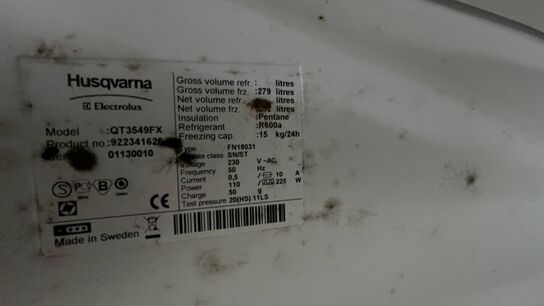 Husqvarna
Electrolux
Model :QT3549FX
Product no.:922341626
01130010
Made in Sweden
Gross volume refr. : litres
Gross volume frz. :279 litres
Net volume refr. litres
Net volume frz. litres
Insulation :Pentane
Refrigerant :R600a
Freezing cap. :15 kg/24h
Type FN18031
Climate class SN/ST
Voltage 230 V ~AC
Frequency 50 Hz
Current 0,5 / 10 A
Power 110 / 225 W
Charge 50 g
Test pressure 20(HS) 11LS